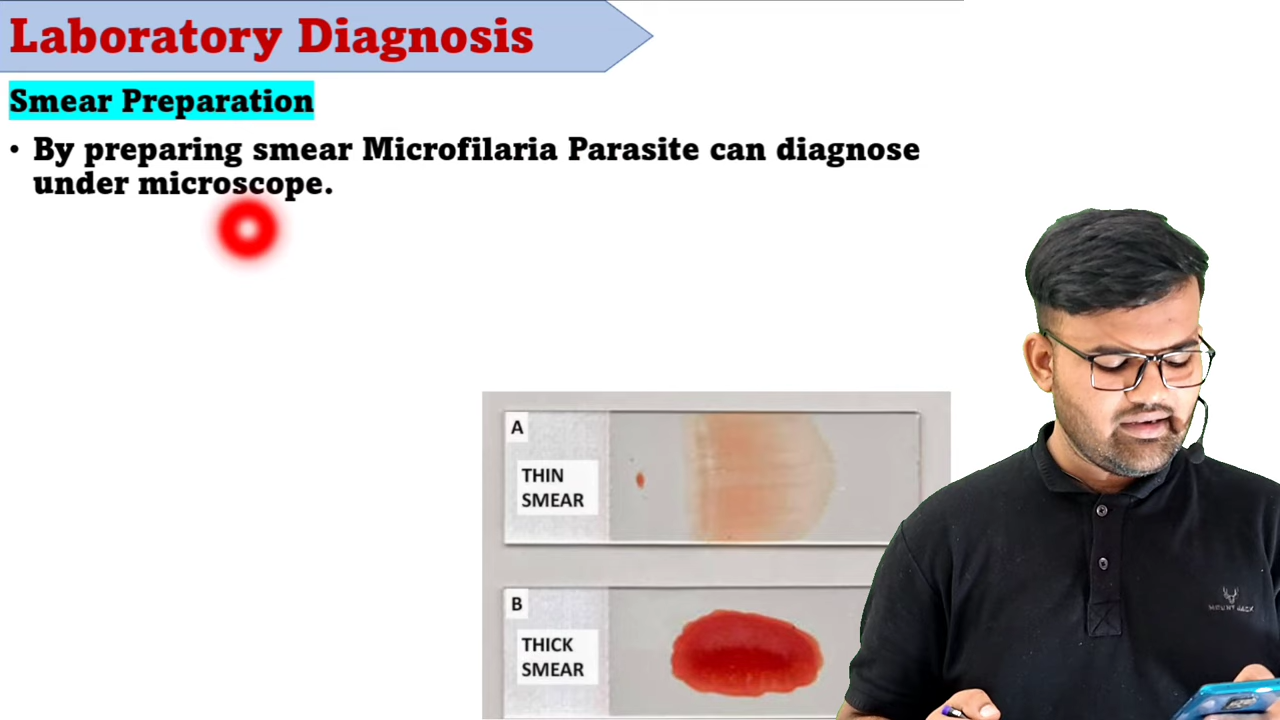 Laboratory Diagnosis
Smear Preparation
• By preparing smear Microfilaria Parasite can diagnose
under microscope.
A
THIN
SMEAR
B
THICK
SMEAR